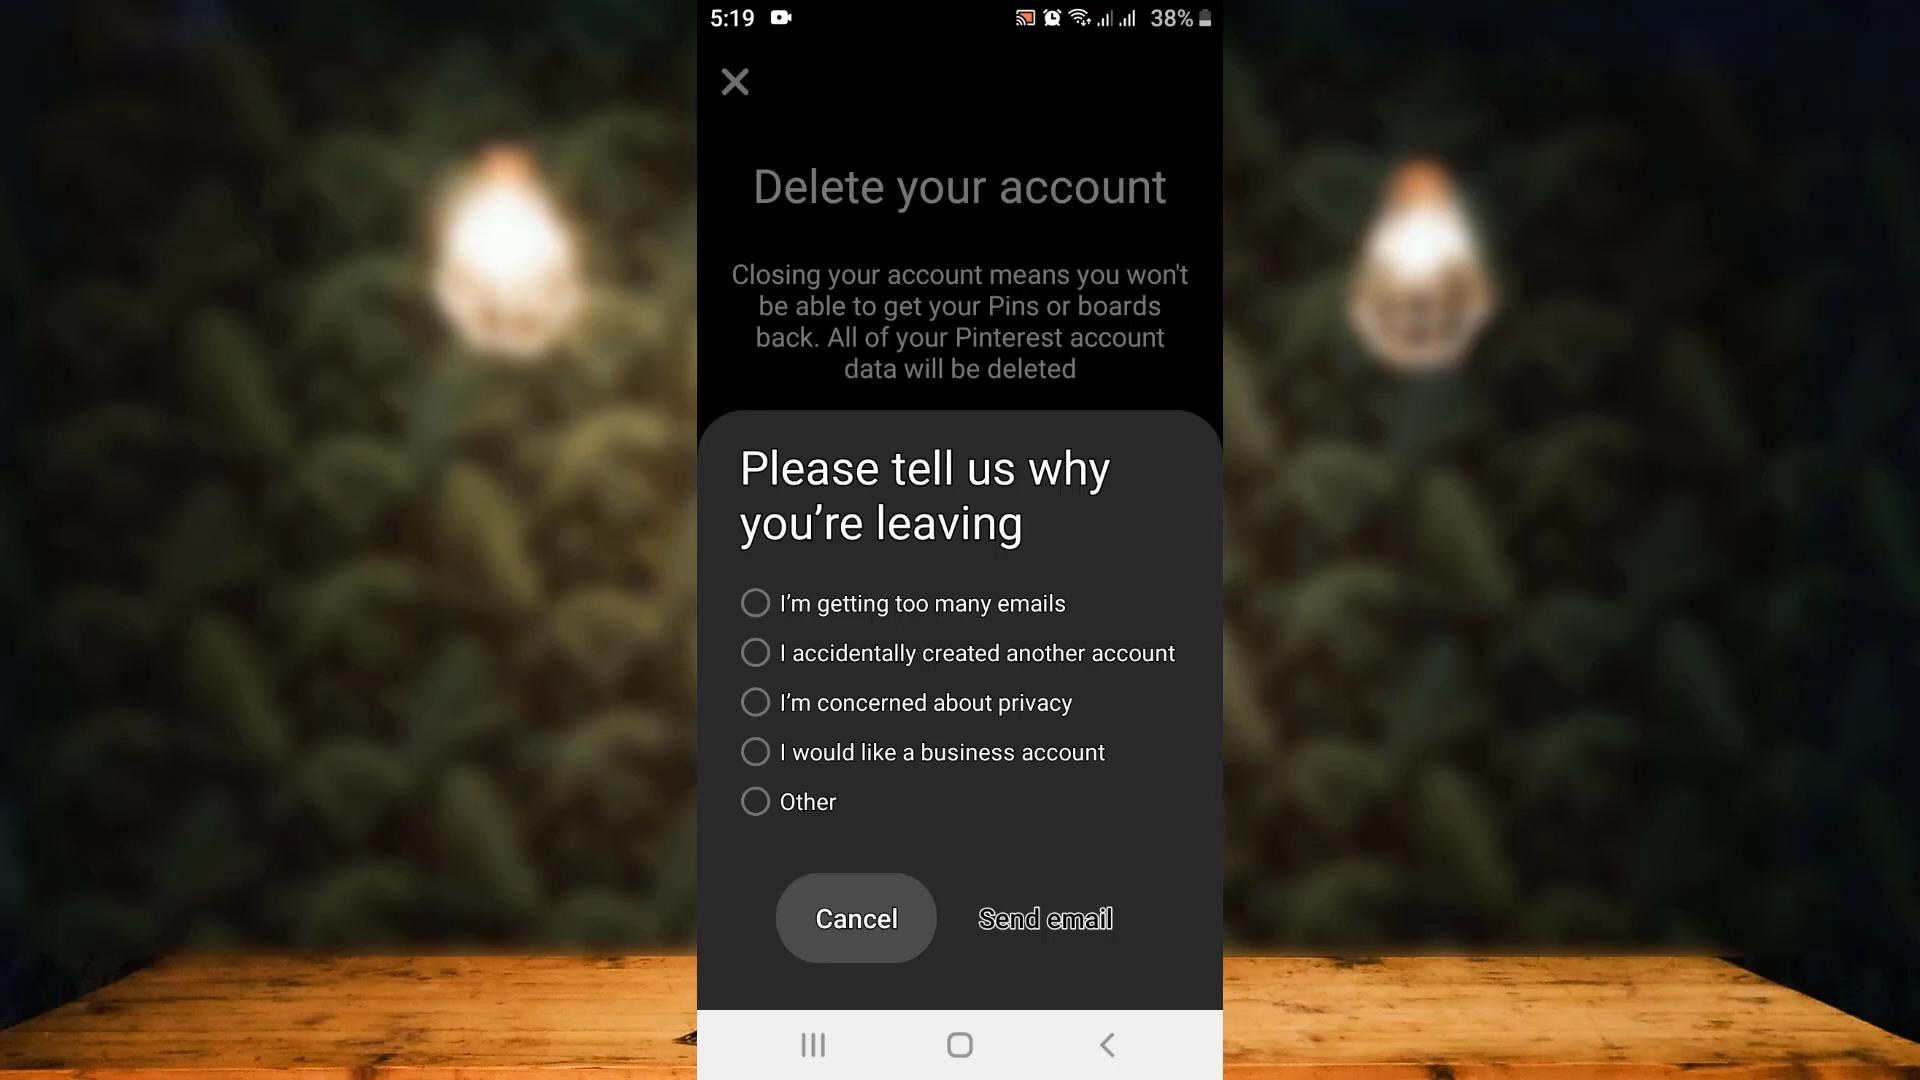 5:19 38%
Delete your account
Closing your account means you won't
be able to get your Pins or boards
back. All of your Pinterest account
data will be deleted
Please tell us why
you’re leaving
I’m getting too many emails
I accidentally created another account
I’m concerned about privacy
I would like a business account
Other
Cancel Send email